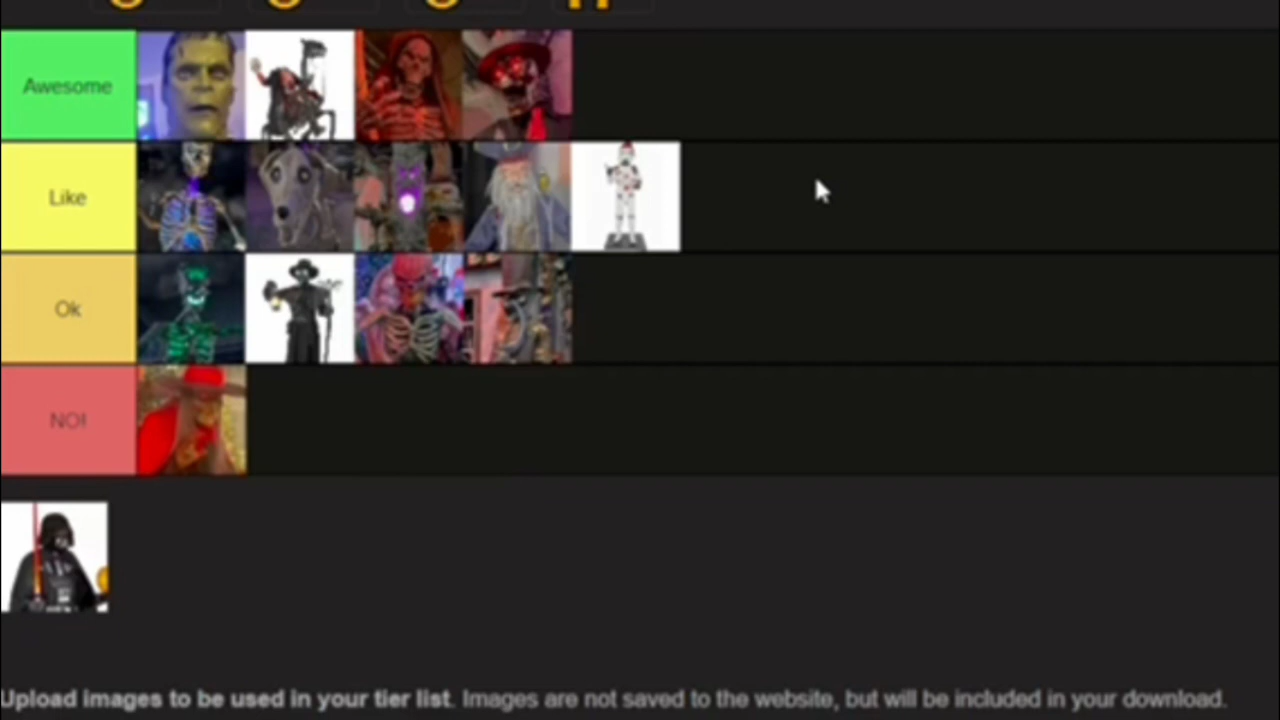 Awesome
Like
Ok
NO!
Upload images to be used in your tier list. Images are not saved to the website, but will be included in your download.